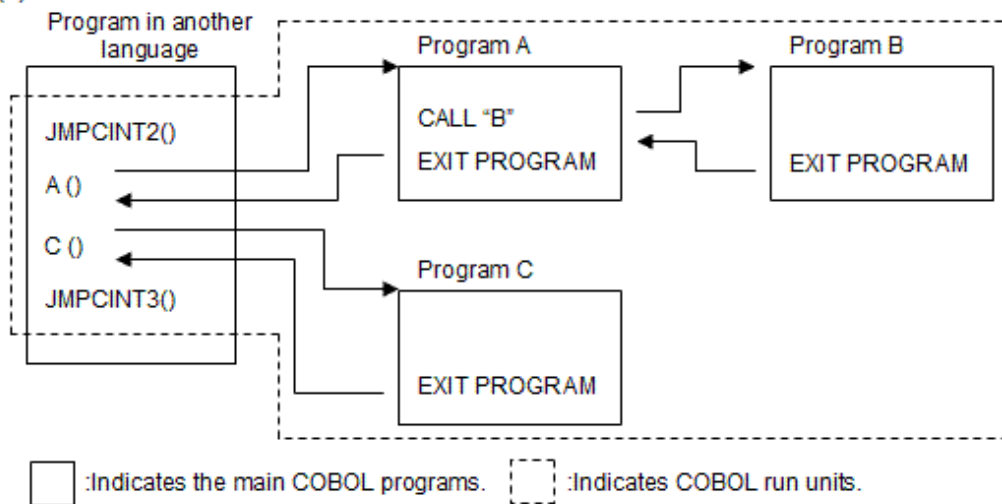 Program in another
language
JMPCINT2()
A ()
C ()
JMPCINT3()
Program A
CALL “B”
EXIT PROGRAM
Program B
EXIT PROGRAM
Program C
EXIT PROGRAM
:Indicates the main COBOL programs.
:Indicates COBOL run units.